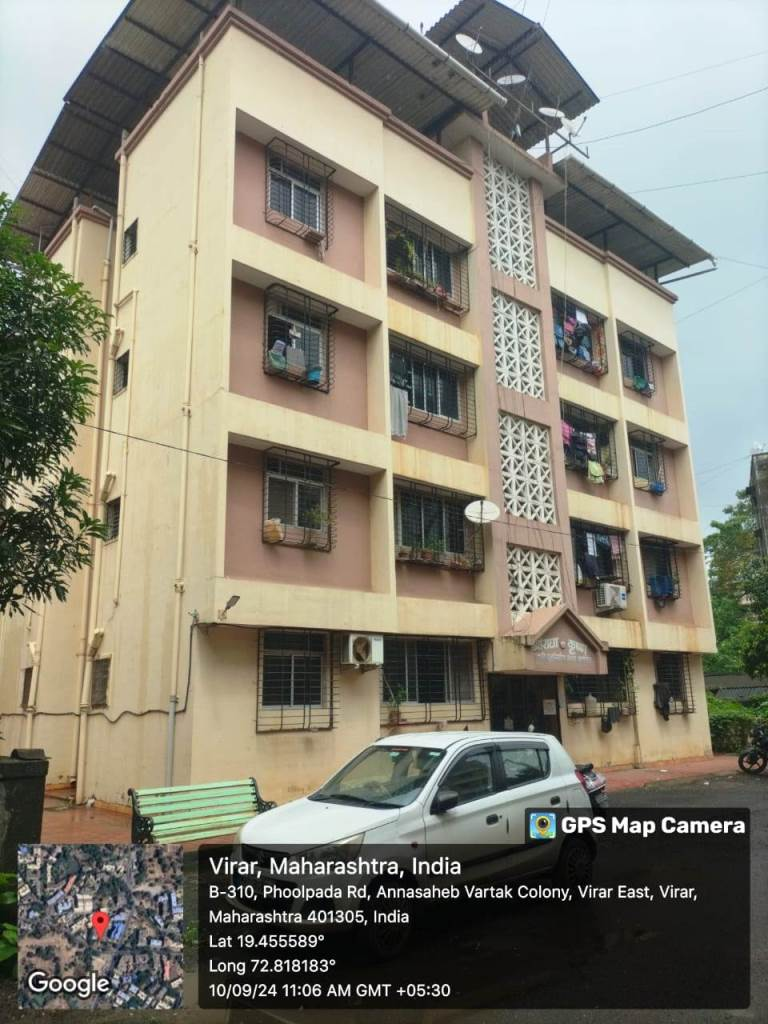 GPS Map Camera
Virar, Maharashtra, India
B-310, Phoolpada Rd, Annasaheb Vartak Colony, Virar East, Virar,
Maharashtra 401305, India
Lat 19.455589°
Long 72.818183°
10/09/24 11:06 AM GMT +05:30
Google